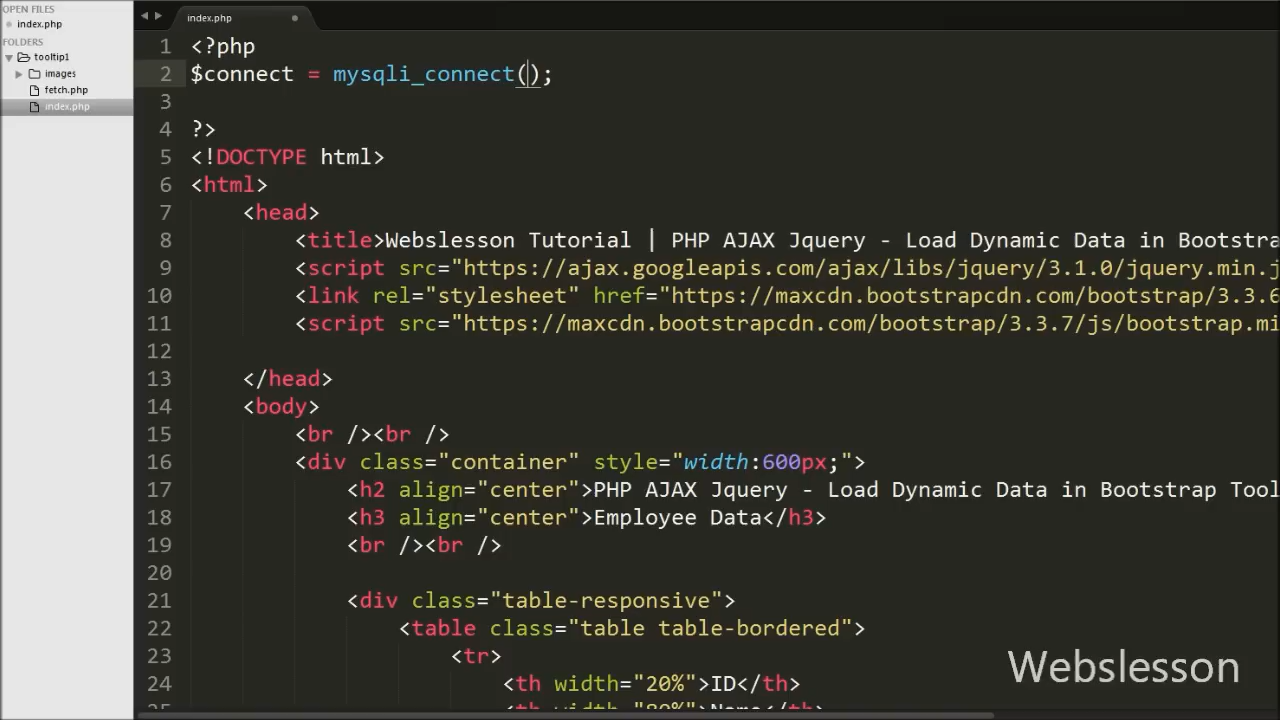 OPEN FILES
index.php
FOLDERS
tooltip1
images
fetch.php
index.php
index.php
1 <?php
2 $connect = mysqli_connect();
3
4 ?>
5 <!DOCTYPE html>
6 <html>
7 <head>
8 <title>Webslesson Tutorial | PHP AJAX Jquery - Load Dynamic Data in Bootstra
9 <script src="https://ajax.googleapis.com/ajax/libs/jquery/3.1.0/jquery.min.j
10 <link rel="stylesheet" href="https://maxcdn.bootstrapcdn.com/bootstrap/3.3.6
11 <script src="https://maxcdn.bootstrapcdn.com/bootstrap/3.3.7/js/bootstrap.mi
12
13 </head>
14 <body>
15 <br /><br />
16 <div class="container" style="width:600px;">
17 <h2 align="center">PHP AJAX Jquery - Load Dynamic Data in Bootstrap Tool
18 <h3 align="center">Employee Data</h3>
19 <br /><br />
20
21 <div class="table-responsive">
22 <table class="table table-bordered">
23 <tr>
24 <th width="20%">ID</th>
Webslesson